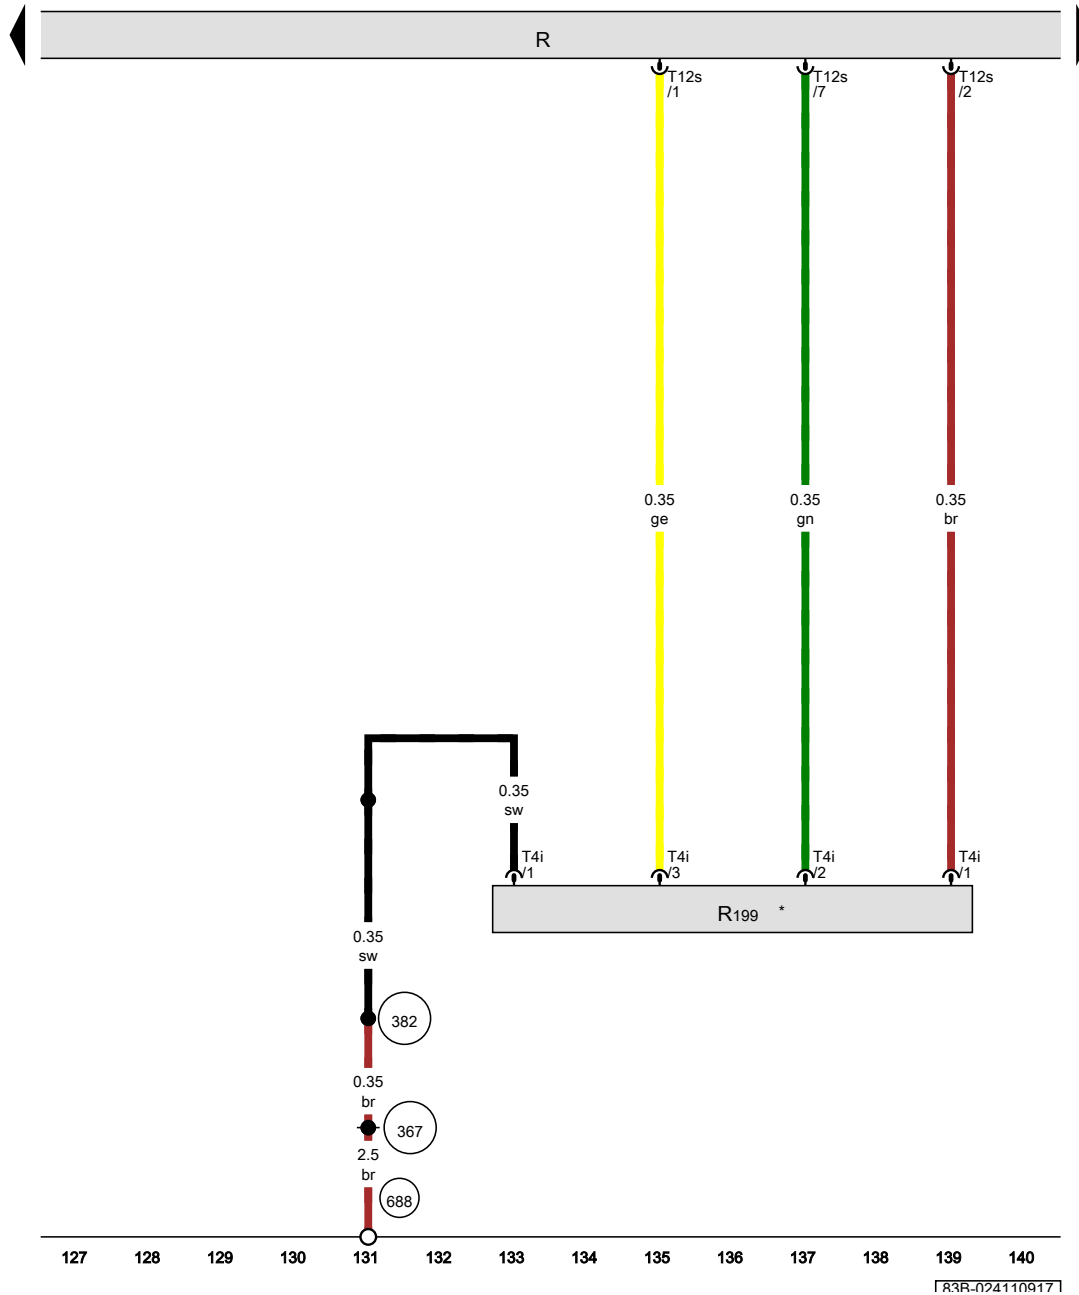 R
T12s
/1
T12s
/7
T12s
/2
0.35
ge
0.35
gn
0.35
br
0.35
sw
T4i
/1
T4i
/3
T4i
/2
T4i
/1
R199 *
0.35
sw
382
0.35
br
367
2.5
br
688
127 128 129 130 131 132 133 134 135 136 137 138 139 140
83B-024110917